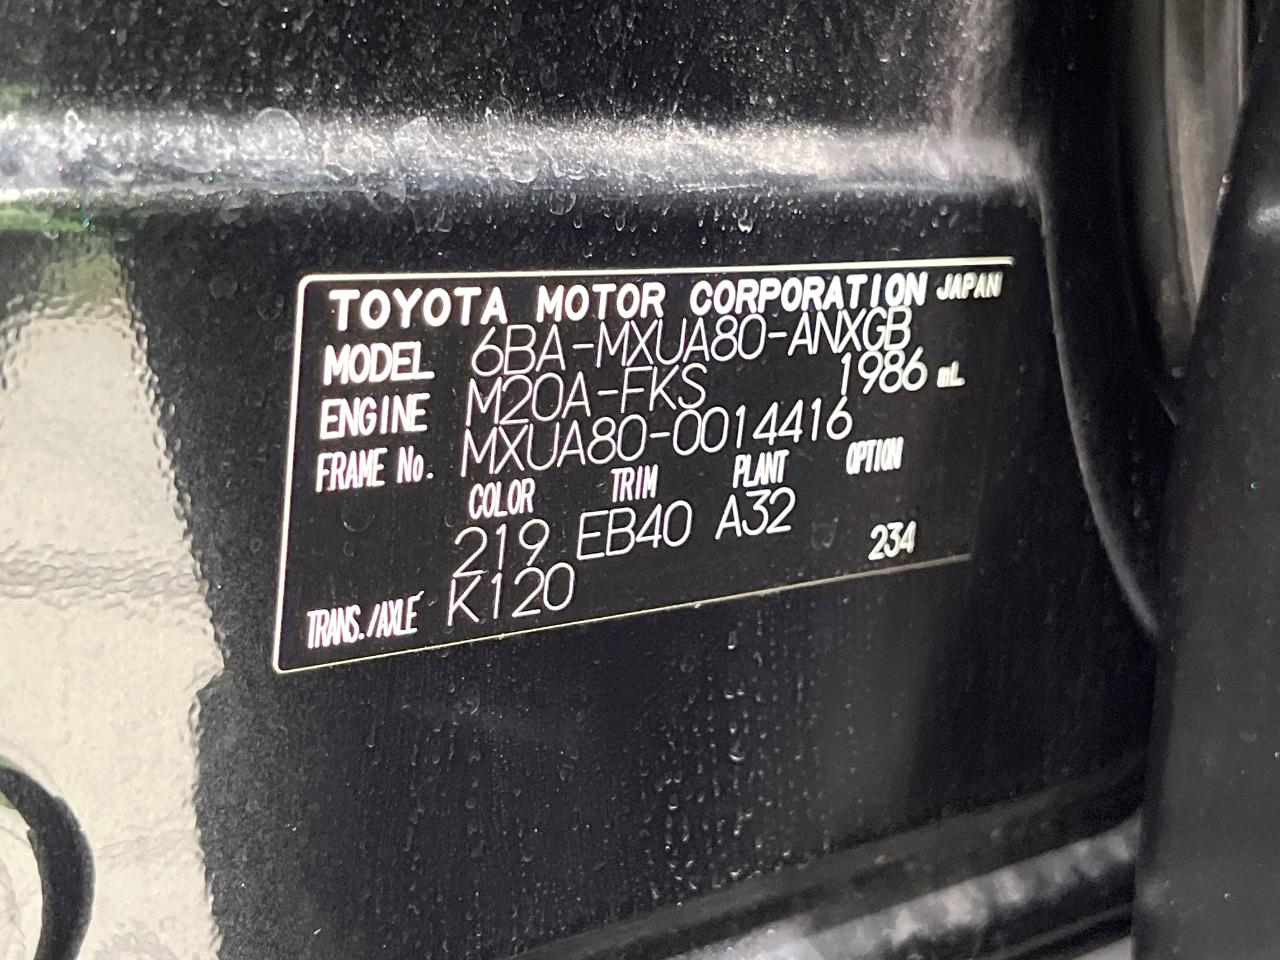 TOYOTA MOTOR CORPORATION JAPAN
MODEL 6BA-MXUA80-ANXGB
ENGINE M20A-FKS 1986 mL
FRAME No. MXUA80-0014416
COLOR TRIM PLANT OPTION
219 EB40 A32
TRANS./AXLE K120 234